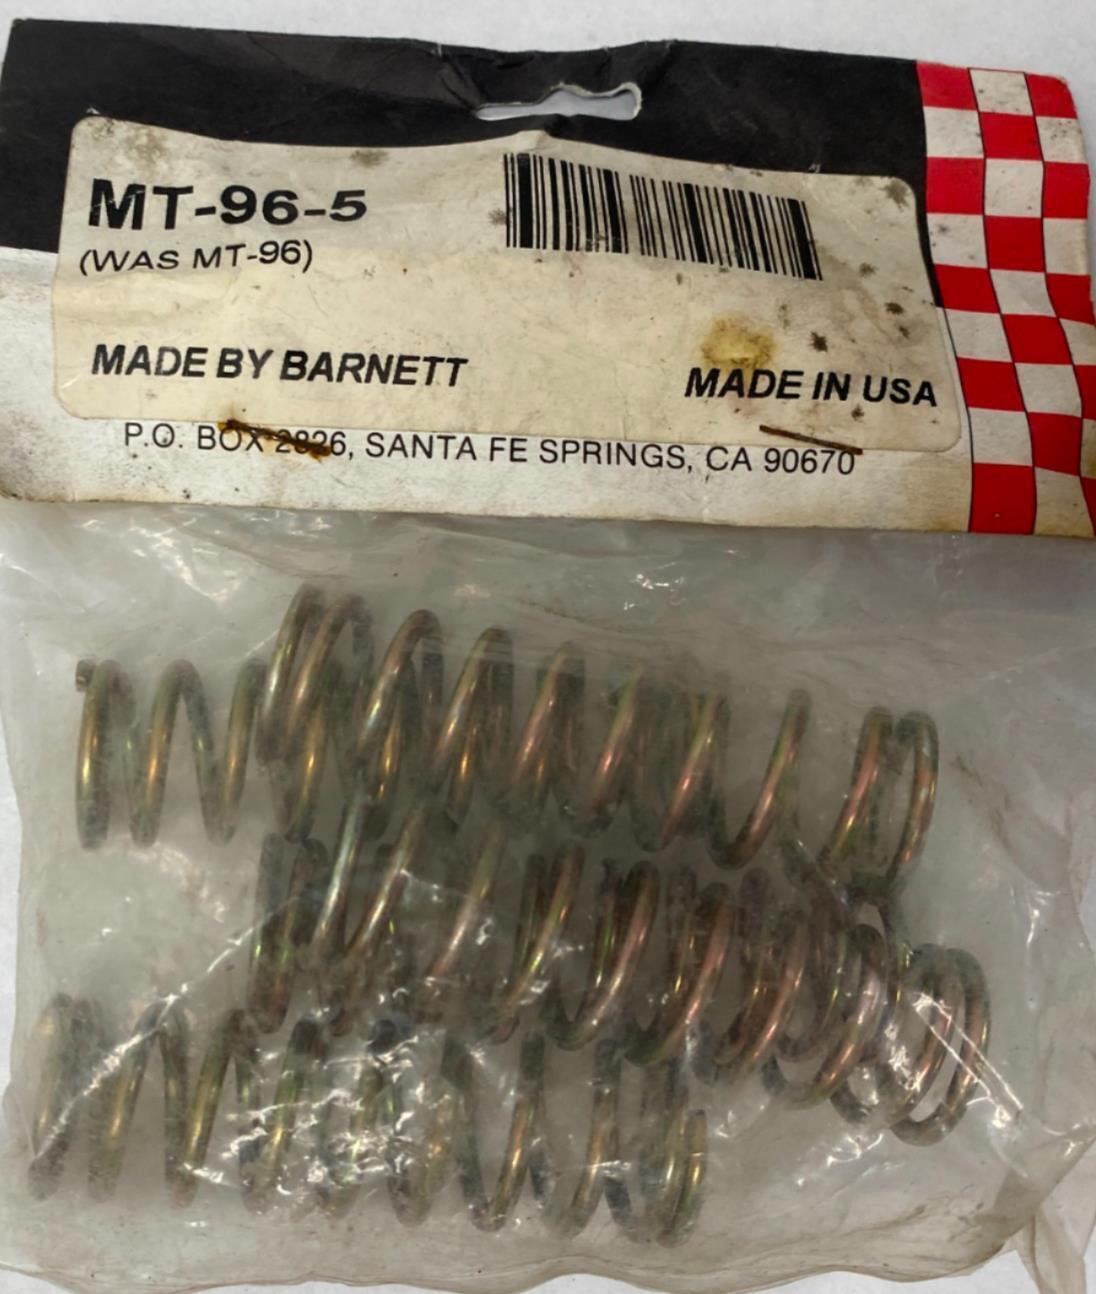 MT-96-5
(WAS MT-96)
MADE BY BARNETT
MADE IN USA
P.O. BOX 2826, SANTA FE SPRINGS, CA 90670